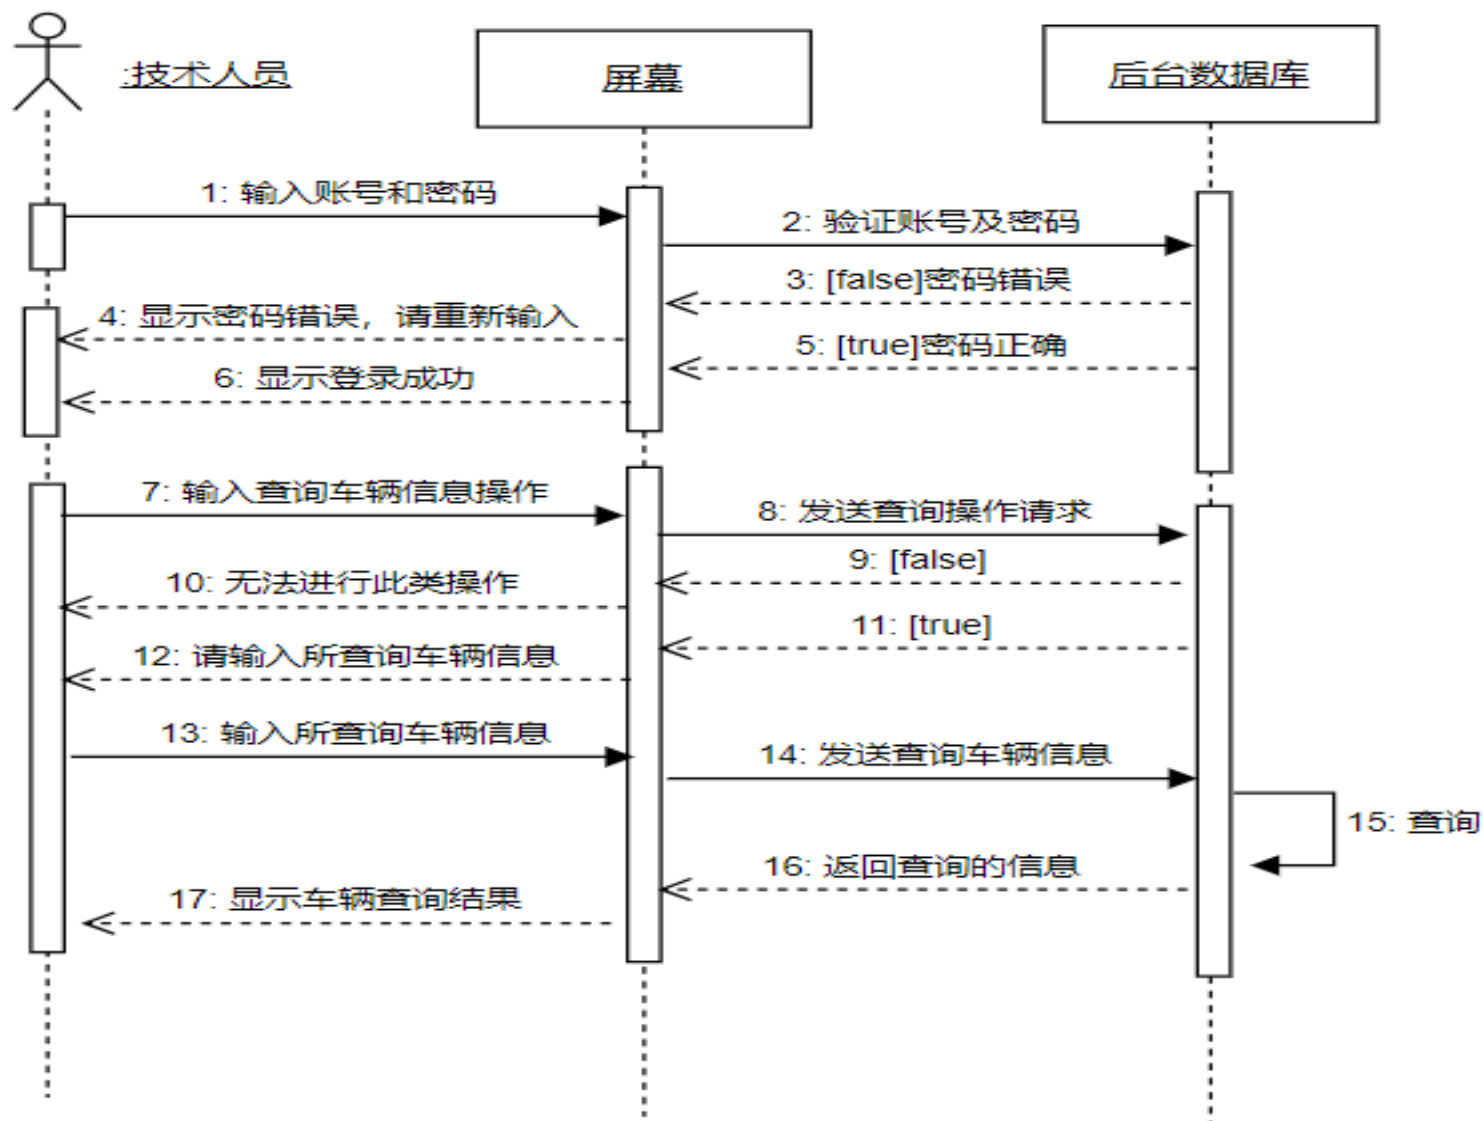 :技术人员
屏幕
后台数据库
1: 输入账号和密码
2: 验证账号及密码
3: [false]密码错误
4: 显示密码错误，请重新输入
5: [true]密码正确
6: 显示登录成功
7: 输入查询车辆信息操作
8: 发送查询操作请求
9: [false]
10: 无法进行此类操作
11: [true]
12: 请输入所查询车辆信息
13: 输入所查询车辆信息
14: 发送查询车辆信息
15: 查询
16: 返回查询的信息
17: 显示车辆查询结果